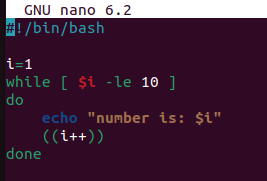 GNU nano 6.2
#!/bin/bash
i=1
while [ $i -le 10 ]
do
echo "number is: $i"
((i++))
done